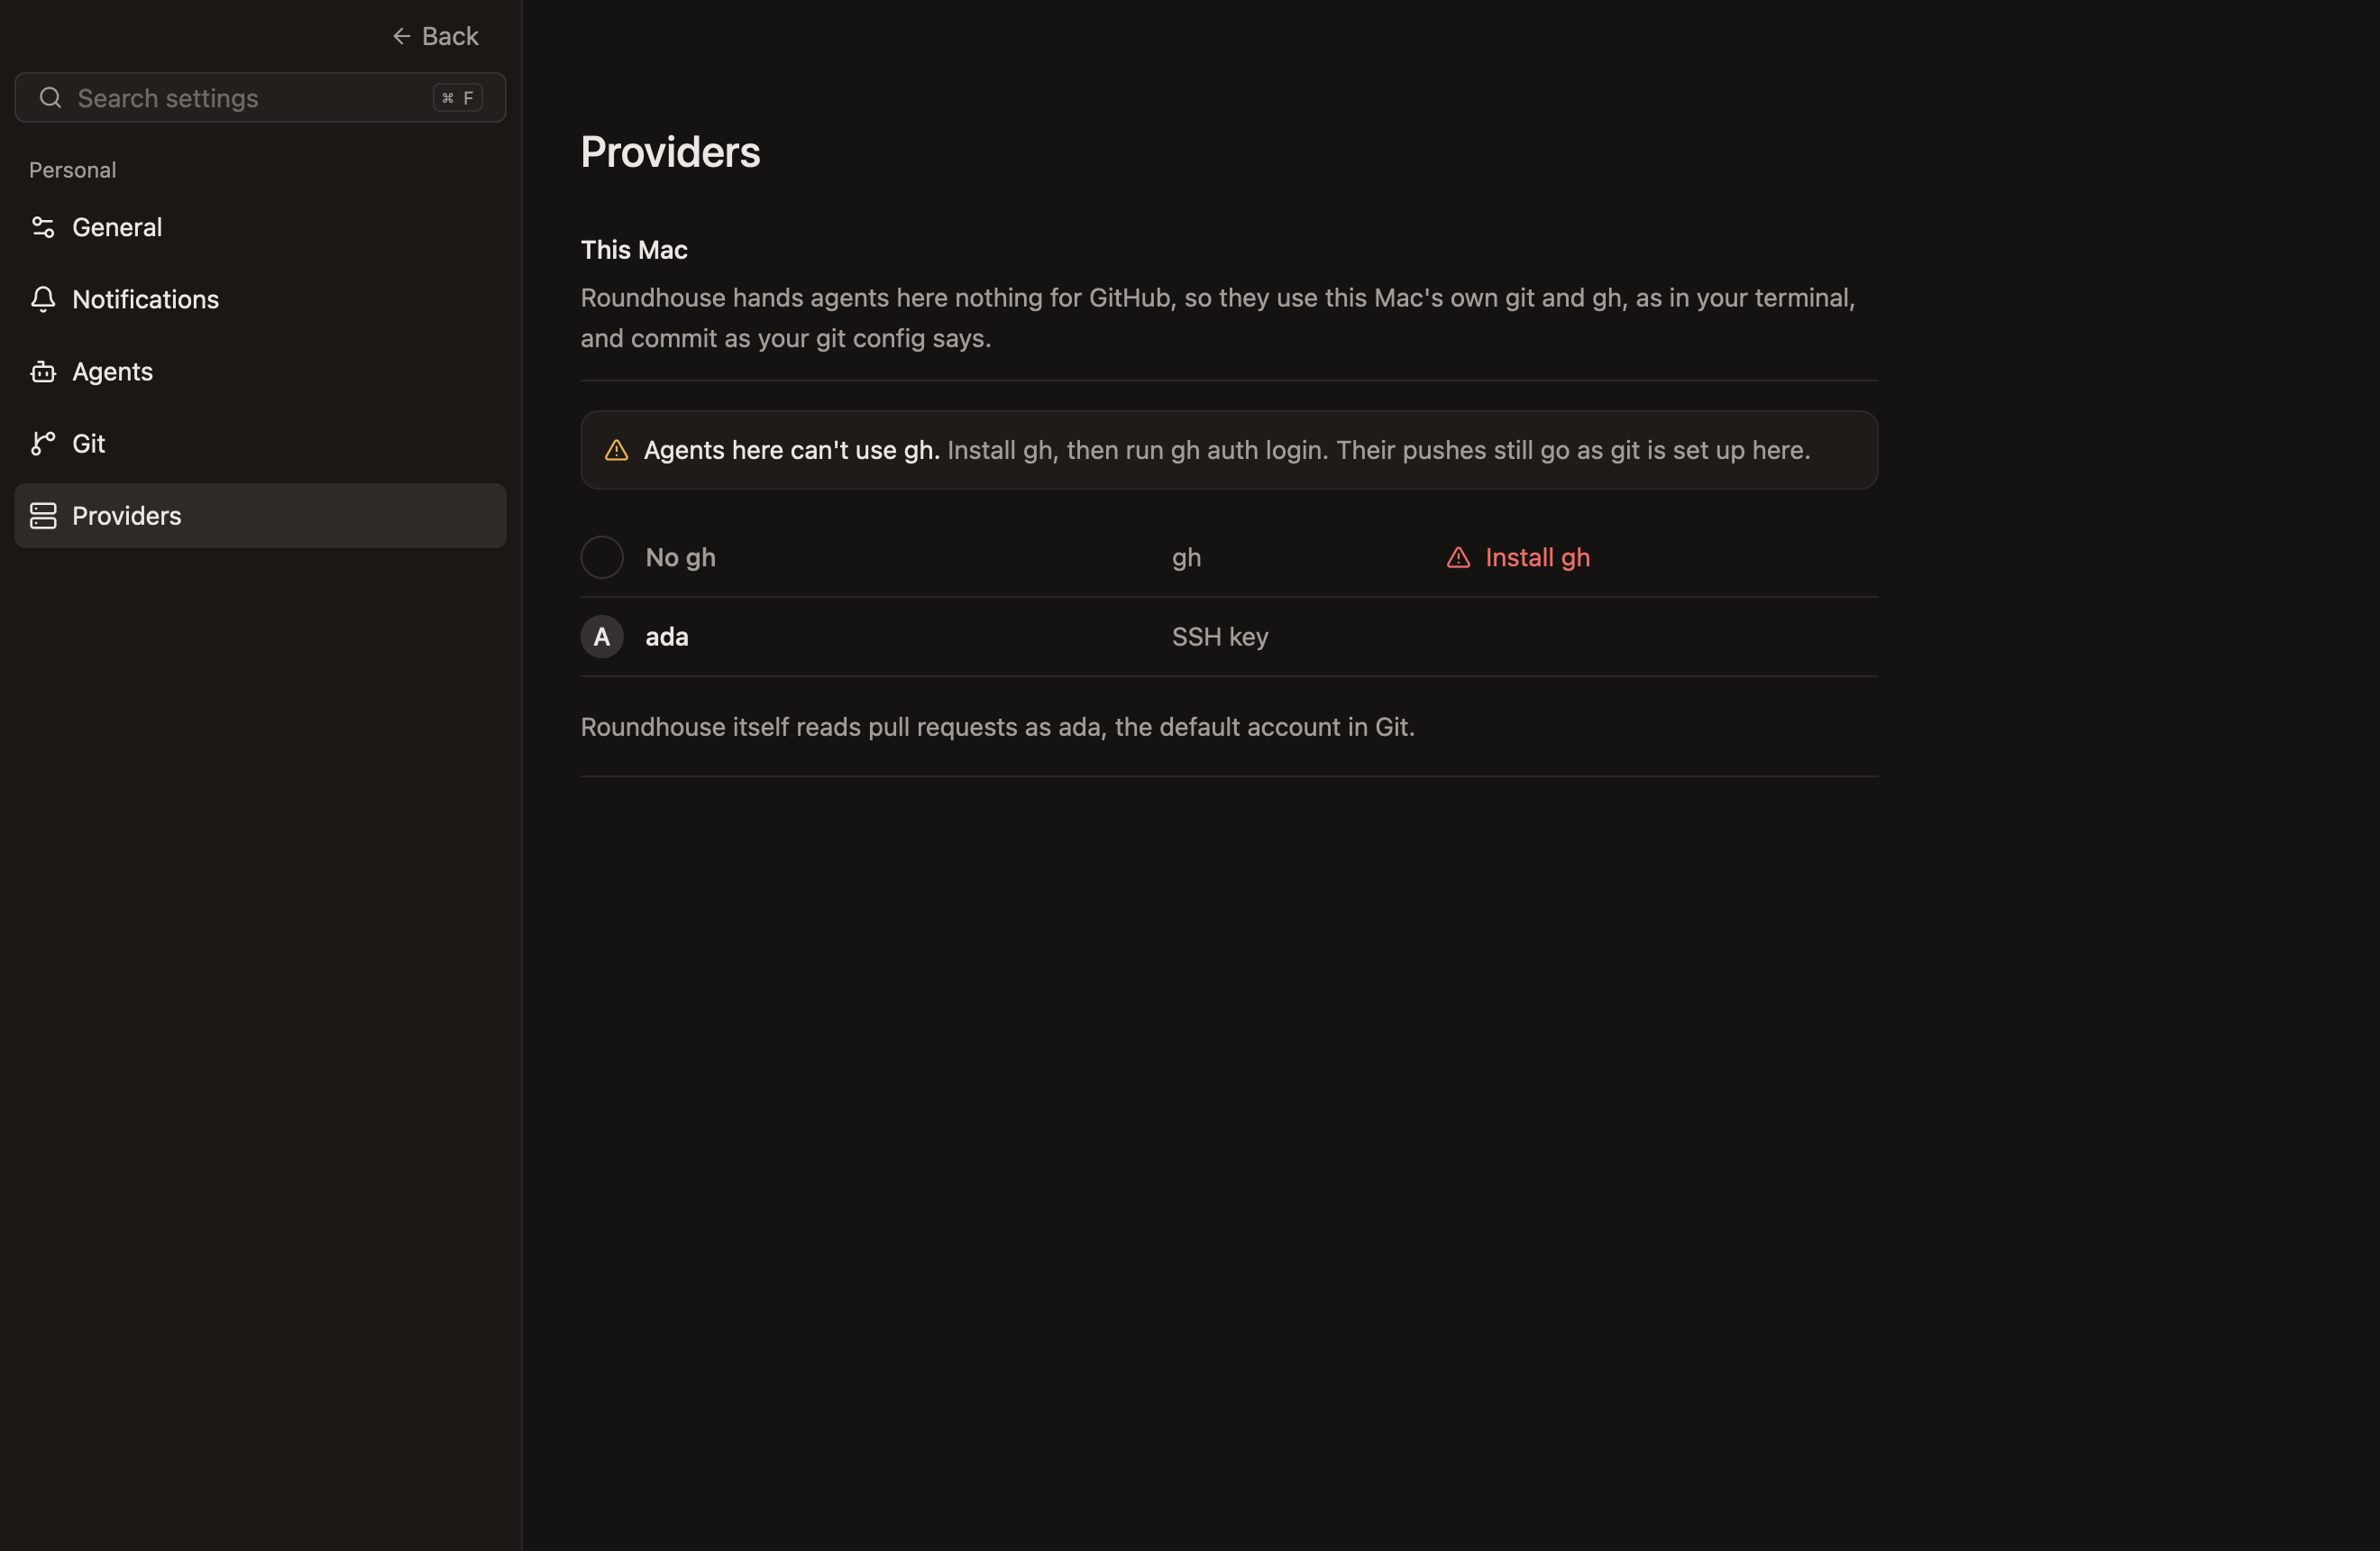 Back
Search settings
⌘ F
Personal
General
Notifications
Agents
Git
Providers
Providers
This Mac
Roundhouse hands agents here nothing for GitHub, so they use this Mac's own git and gh, as in your terminal,
and commit as your git config says.
Agents here can't use gh. Install gh, then run gh auth login. Their pushes still go as git is set up here.
No gh gh Install gh
A ada SSH key
Roundhouse itself reads pull requests as ada, the default account in Git.